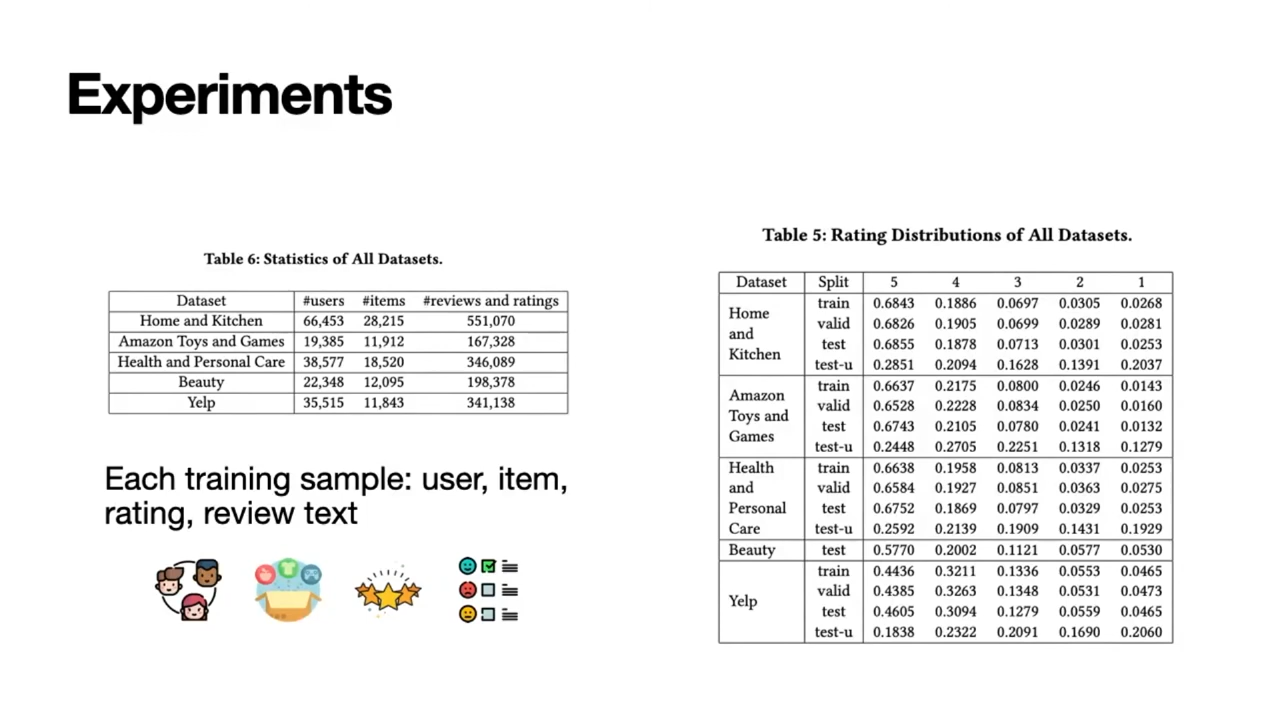 Experiments
Table 6: Statistics of All Datasets.
Dataset #users #items #reviews and ratings
Home and Kitchen 66,453 28,215 551,070
Amazon Toys and Games 19,385 11,912 167,328
Health and Personal Care 38,577 18,520 346,089
Beauty 22,348 12,095 198,378
Yelp 35,515 11,843 341,138
Each training sample: user, item,
rating, review text
Table 5: Rating Distributions of All Datasets.
Dataset Split 5 4 3 2 1
Home and Kitchen train 0.6843 0.1886 0.0697 0.0305 0.0268
valid 0.6826 0.1905 0.0699 0.0289 0.0281
test 0.6855 0.1878 0.0713 0.0301 0.0253
test-u 0.2851 0.2094 0.1628 0.1391 0.2037
Amazon Toys and Games train 0.6637 0.2175 0.0800 0.0246 0.0143
valid 0.6528 0.2228 0.0834 0.0250 0.0160
test 0.6743 0.2105 0.0780 0.0241 0.0132
test-u 0.2448 0.2705 0.2251 0.1318 0.1279
Health and Personal Care train 0.6638 0.1958 0.0813 0.0337 0.0253
valid 0.6584 0.1927 0.0851 0.0363 0.0275
test 0.6752 0.1869 0.0797 0.0329 0.0253
test-u 0.2592 0.2139 0.1909 0.1431 0.1929
Beauty test 0.5770 0.2002 0.1121 0.0577 0.0530
Yelp train 0.4436 0.3211 0.1336 0.0553 0.0465
valid 0.4385 0.3263 0.1348 0.0531 0.0473
test 0.4605 0.3094 0.1279 0.0559 0.0465
test-u 0.1838 0.2322 0.2091 0.1690 0.2060